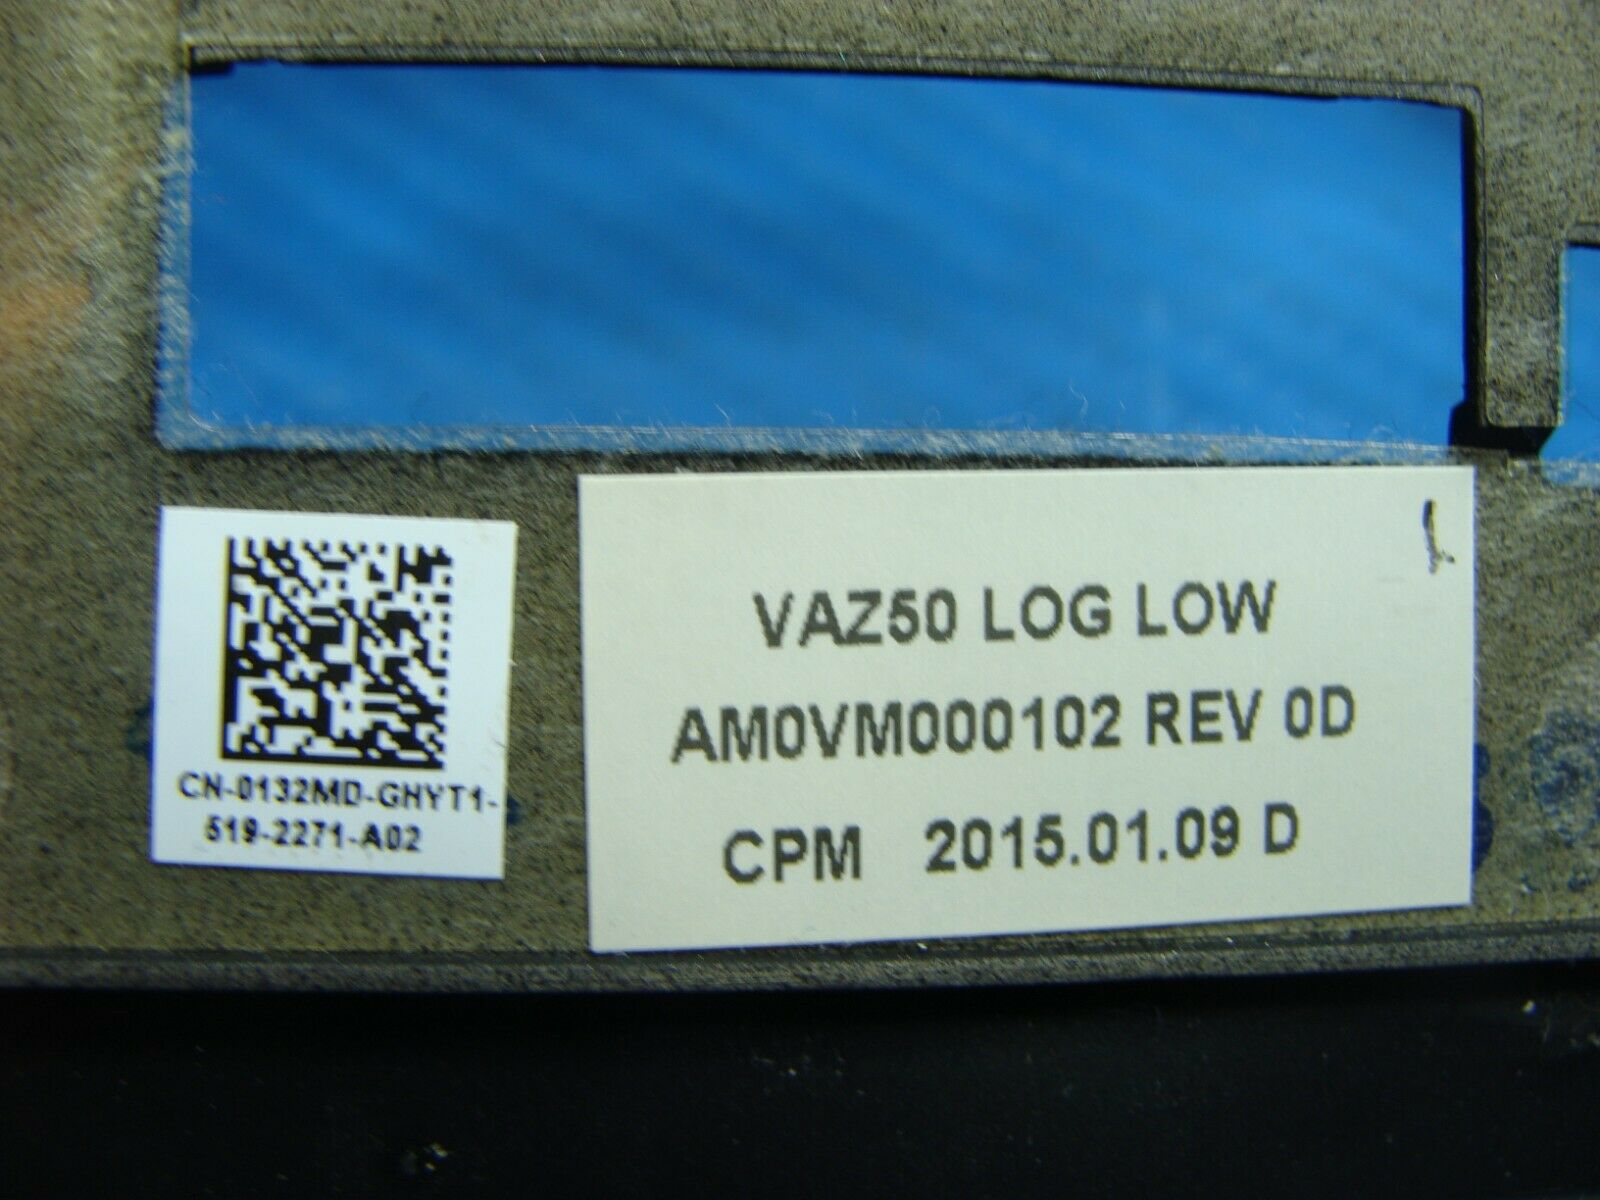 CN-0132MD-GHYT1-
519-2271-A02
VAZ50 LOG LOW
AM0VM000102 REV 0D
CPM 2015.01.09 D